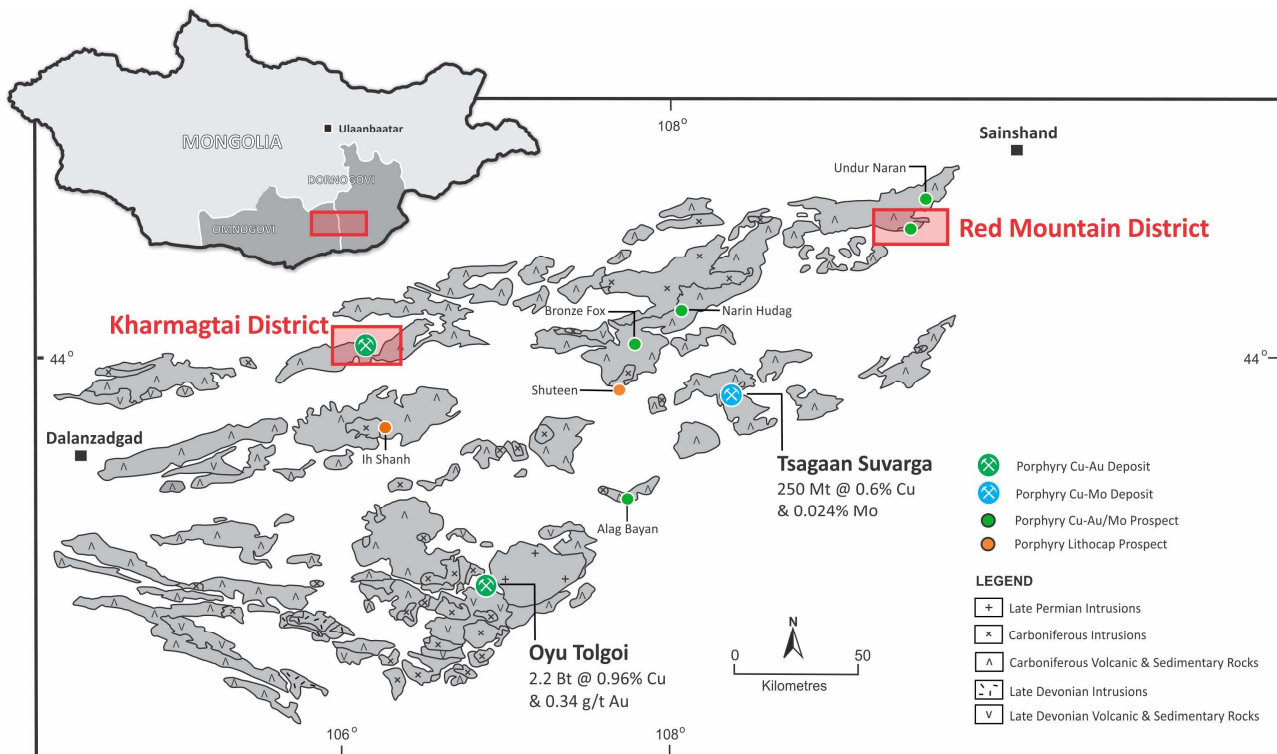 MONGOLIA
Ulaanbaatar
DORNOGOVI
OMNOGOVI
108°
Sainshand
Undur Naran
Red Mountain District
Kharmagtai District
Bronze Fox
Narin Hudag
44°
44°
Shuteen
Dalanzadgad
Ih Shanh
Tsagaan Suvarga
250 Mt @ 0.6% Cu
& 0.024% Mo
Alag Bayan
Porphyry Cu-Au Deposit
Porphyry Cu-Mo Deposit
Porphyry Cu-Au/Mo Prospect
Porphyry Lithocap Prospect
LEGEND
+ Late Permian Intrusions
x Carboniferous Intrusions
^ Carboniferous Volcanic & Sedimentary Rocks
Late Devonian Intrusions
v Late Devonian Volcanic & Sedimentary Rocks
Oyu Tolgoi
2.2 Bt @ 0.96% Cu
& 0.34 g/t Au
N
0 50
Kilometres
106°
108°